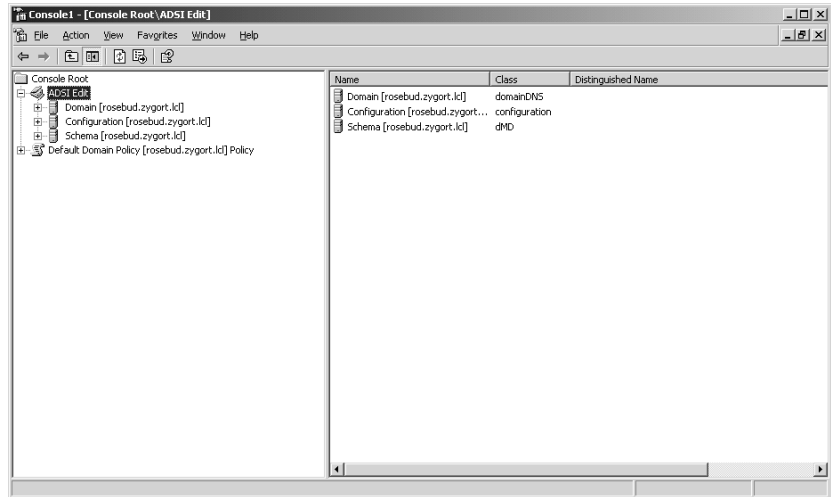 Console1 - [Console Root\ADSI Edit]
File Action View Favorites Window Help
Console Root
ADSI Edit
Domain [rosebud.zygort.lcl]
Configuration [rosebud.zygort.lcl]
Schema [rosebud.zygort.lcl]
Default Domain Policy [rosebud.zygort.lcl] Policy
Name Class Distinguished Name
Domain [rosebud.zygort.lcl] domainDNS
Configuration [rosebud.zygort... configuration
Schema [rosebud.zygort.lcl] dMD